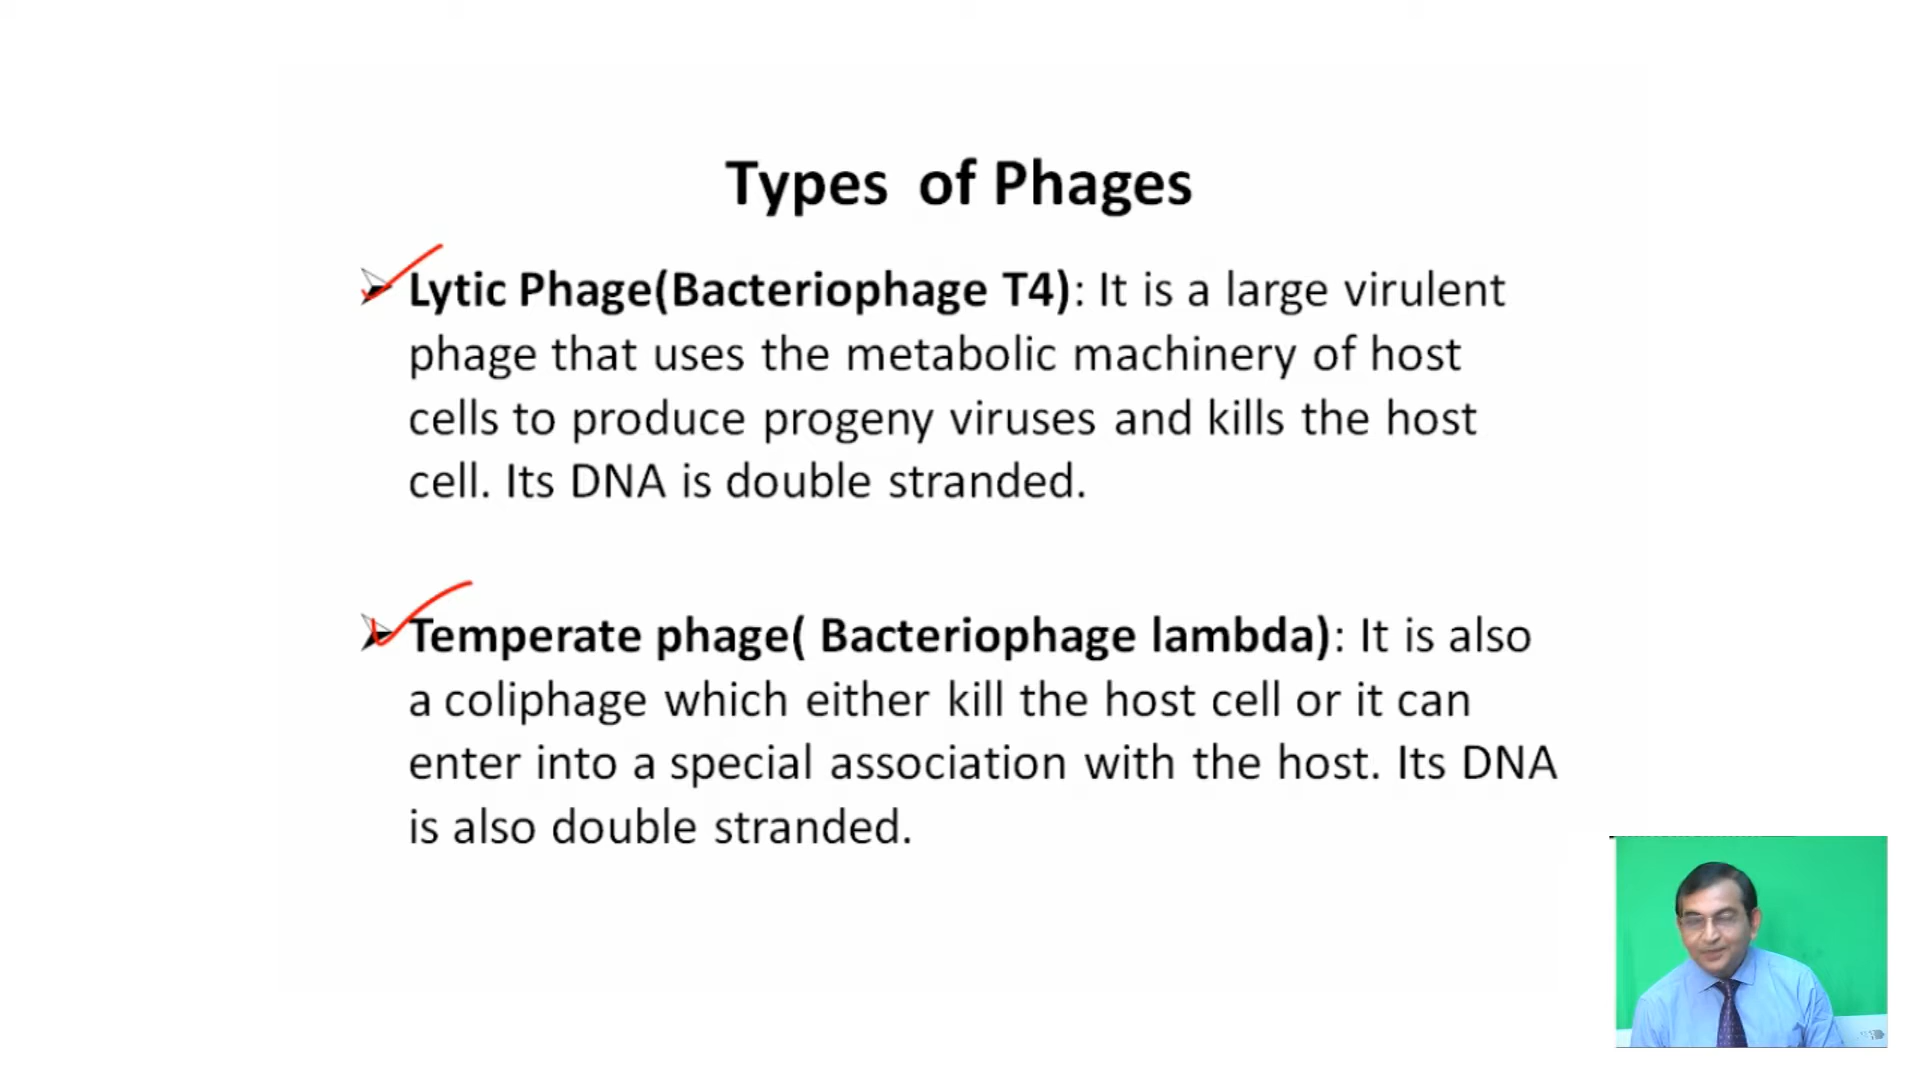 Types of Phages
Lytic Phage(Bacteriophage T4): It is a large virulent
phage that uses the metabolic machinery of host
cells to produce progeny viruses and kills the host
cell. Its DNA is double stranded.
Temperate phage( Bacteriophage lambda): It is also
a coliphage which either kill the host cell or it can
enter into a special association with the host. Its DNA
is also double stranded.